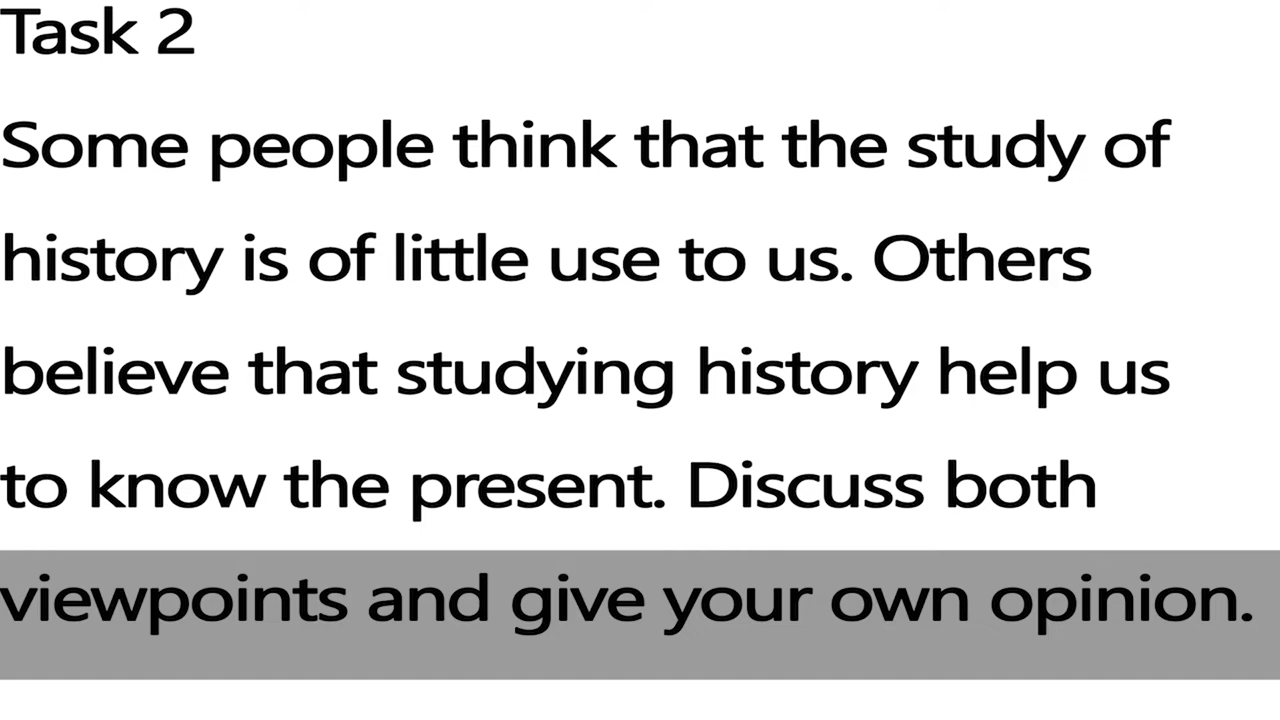 Task 2
Some people think that the study of
history is of little use to us. Others
believe that studying history help us
to know the present. Discuss both
viewpoints and give your own opinion.